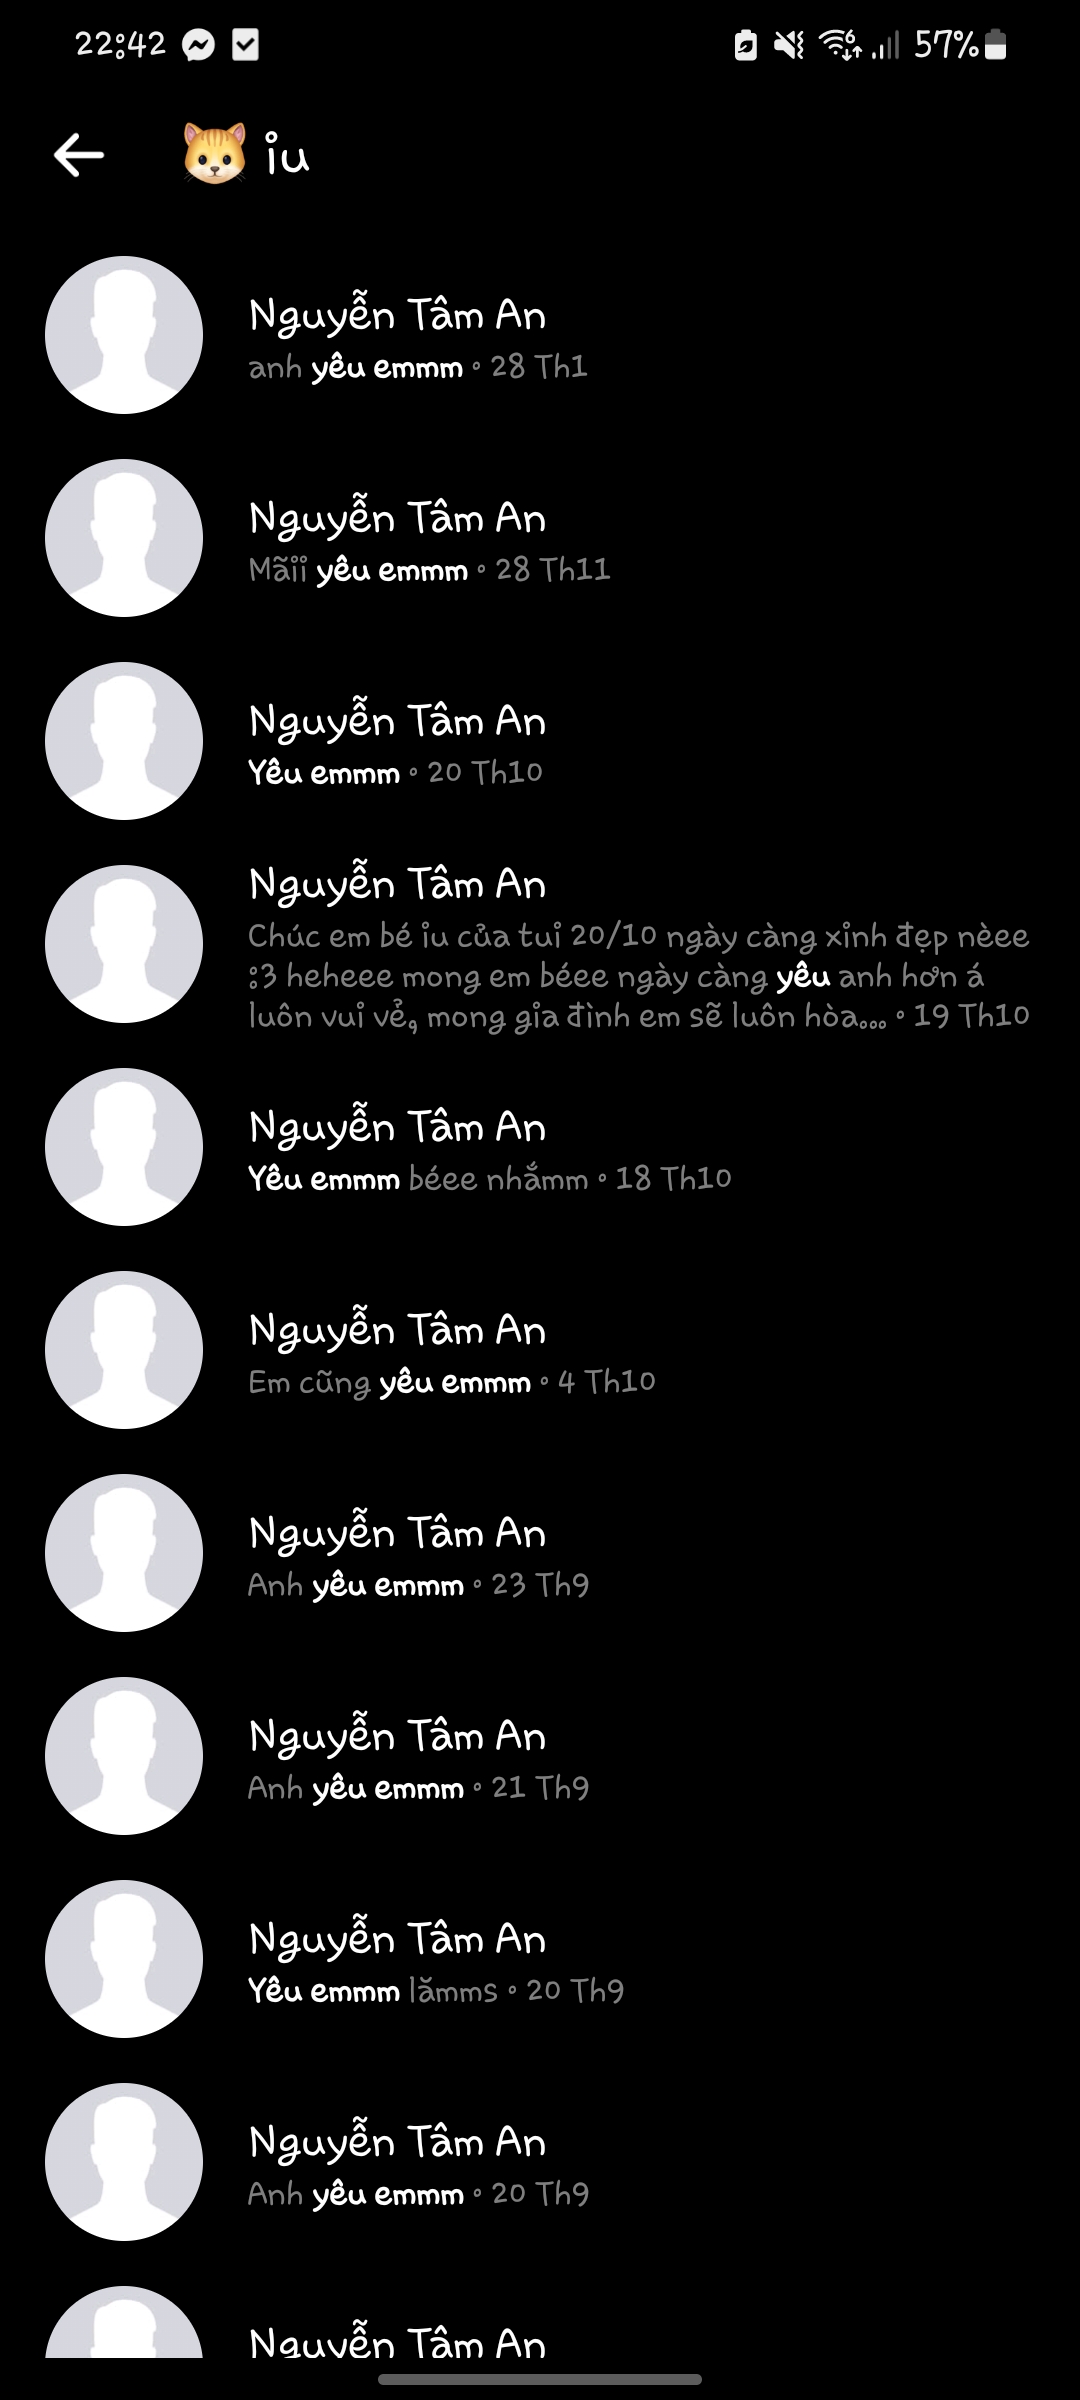 22:42 57%
iu
Nguyễn Tâm An
anh yêu emmm • 28 Th1
Nguyễn Tâm An
Mãii yêu emmm • 28 Th11
Nguyễn Tâm An
Yêu emmm • 20 Th10
Nguyễn Tâm An
Chúc em bé iu của tui 20/10 ngày càng xinh đẹp nèee
:3 heheee mong em béee ngày càng yêu anh hơn á
luôn vui vẻ, mong gia đình em sẽ luôn hòa... • 19 Th10
Nguyễn Tâm An
Yêu emmm béee nhắmm • 18 Th10
Nguyễn Tâm An
Em cũng yêu emmm • 4 Th10
Nguyễn Tâm An
Anh yêu emmm • 23 Th9
Nguyễn Tâm An
Anh yêu emmm • 21 Th9
Nguyễn Tâm An
Yêu emmm lămms • 20 Th9
Nguyễn Tâm An
Anh yêu emmm • 20 Th9
Nguyễn Tâm An